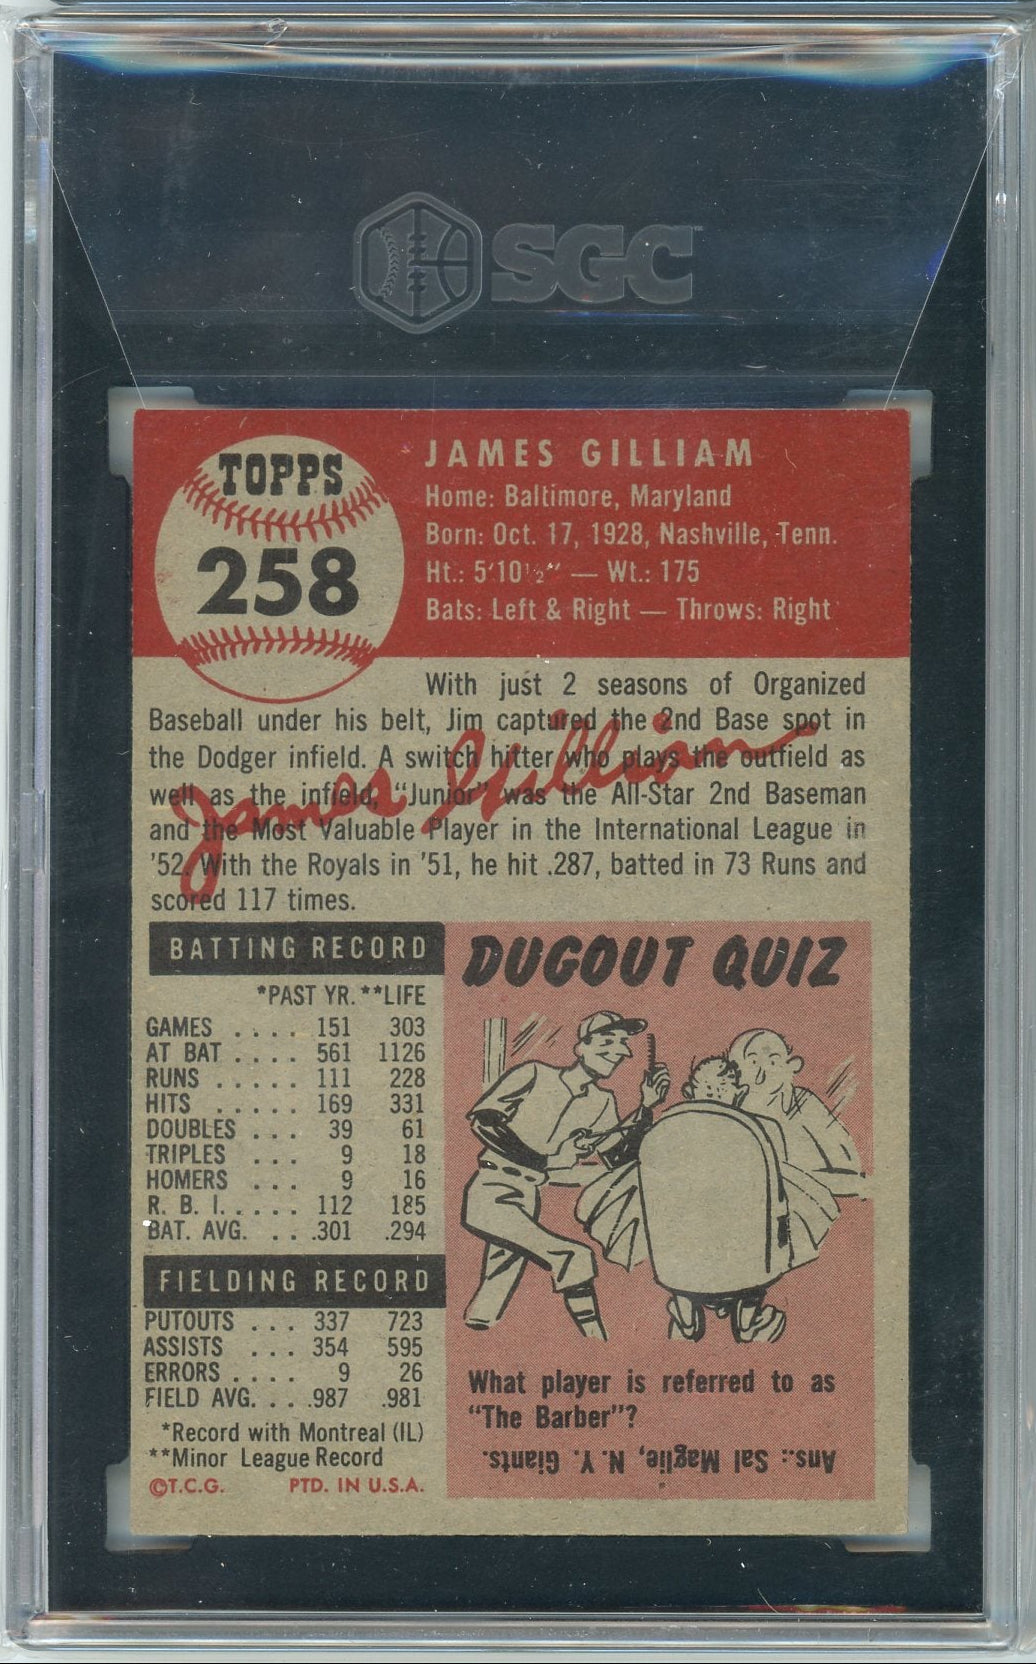 SGC
TOPPS
258
JAMES GILLIAM
Home: Baltimore, Maryland
Born: Oct. 17, 1928, Nashville, Tenn.
Ht.: 5'10½" — Wt.: 175
Bats: Left & Right — Throws: Right
With just 2 seasons of Organized
Baseball under his belt, Jim captured the 2nd Base spot in
the Dodger infield. A switch hitter who plays the outfield as
well as the infield, "Junior" was the All-Star 2nd Baseman
and the Most Valuable Player in the International League in
'52. With the Royals in '51, he hit .287, batted in 73 Runs and
scored 117 times.
James Gilliam
BATTING RECORD
*PAST YR. **LIFE
GAMES .... 151 303
AT BAT .... 561 1126
RUNS ..... 111 228
HITS ..... 169 331
DOUBLES ... 39 61
TRIPLES ... 9 18
HOMERS ... 9 16
R. B. I. .... 112 185
BAT. AVG. ... .301 .294
FIELDING RECORD
PUTOUTS ... 337 723
ASSISTS ... 354 595
ERRORS .... 9 26
FIELD AVG. ... .987 .981
*Record with Montreal (IL)
**Minor League Record
©T.C.G. PTD. IN U.S.A.
DUGOUT QUIZ
What player is referred to as
"The Barber"?
Ans.: Sal Maglie, N. Y. Giants.